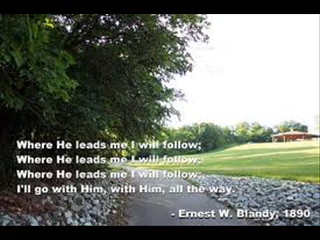 Where He leads me I will follow;
Where He leads me I will follow;
Where He leads me I will follow;
I'll go with Him, with Him, all the way.
- Ernest W. Blandy, 1890